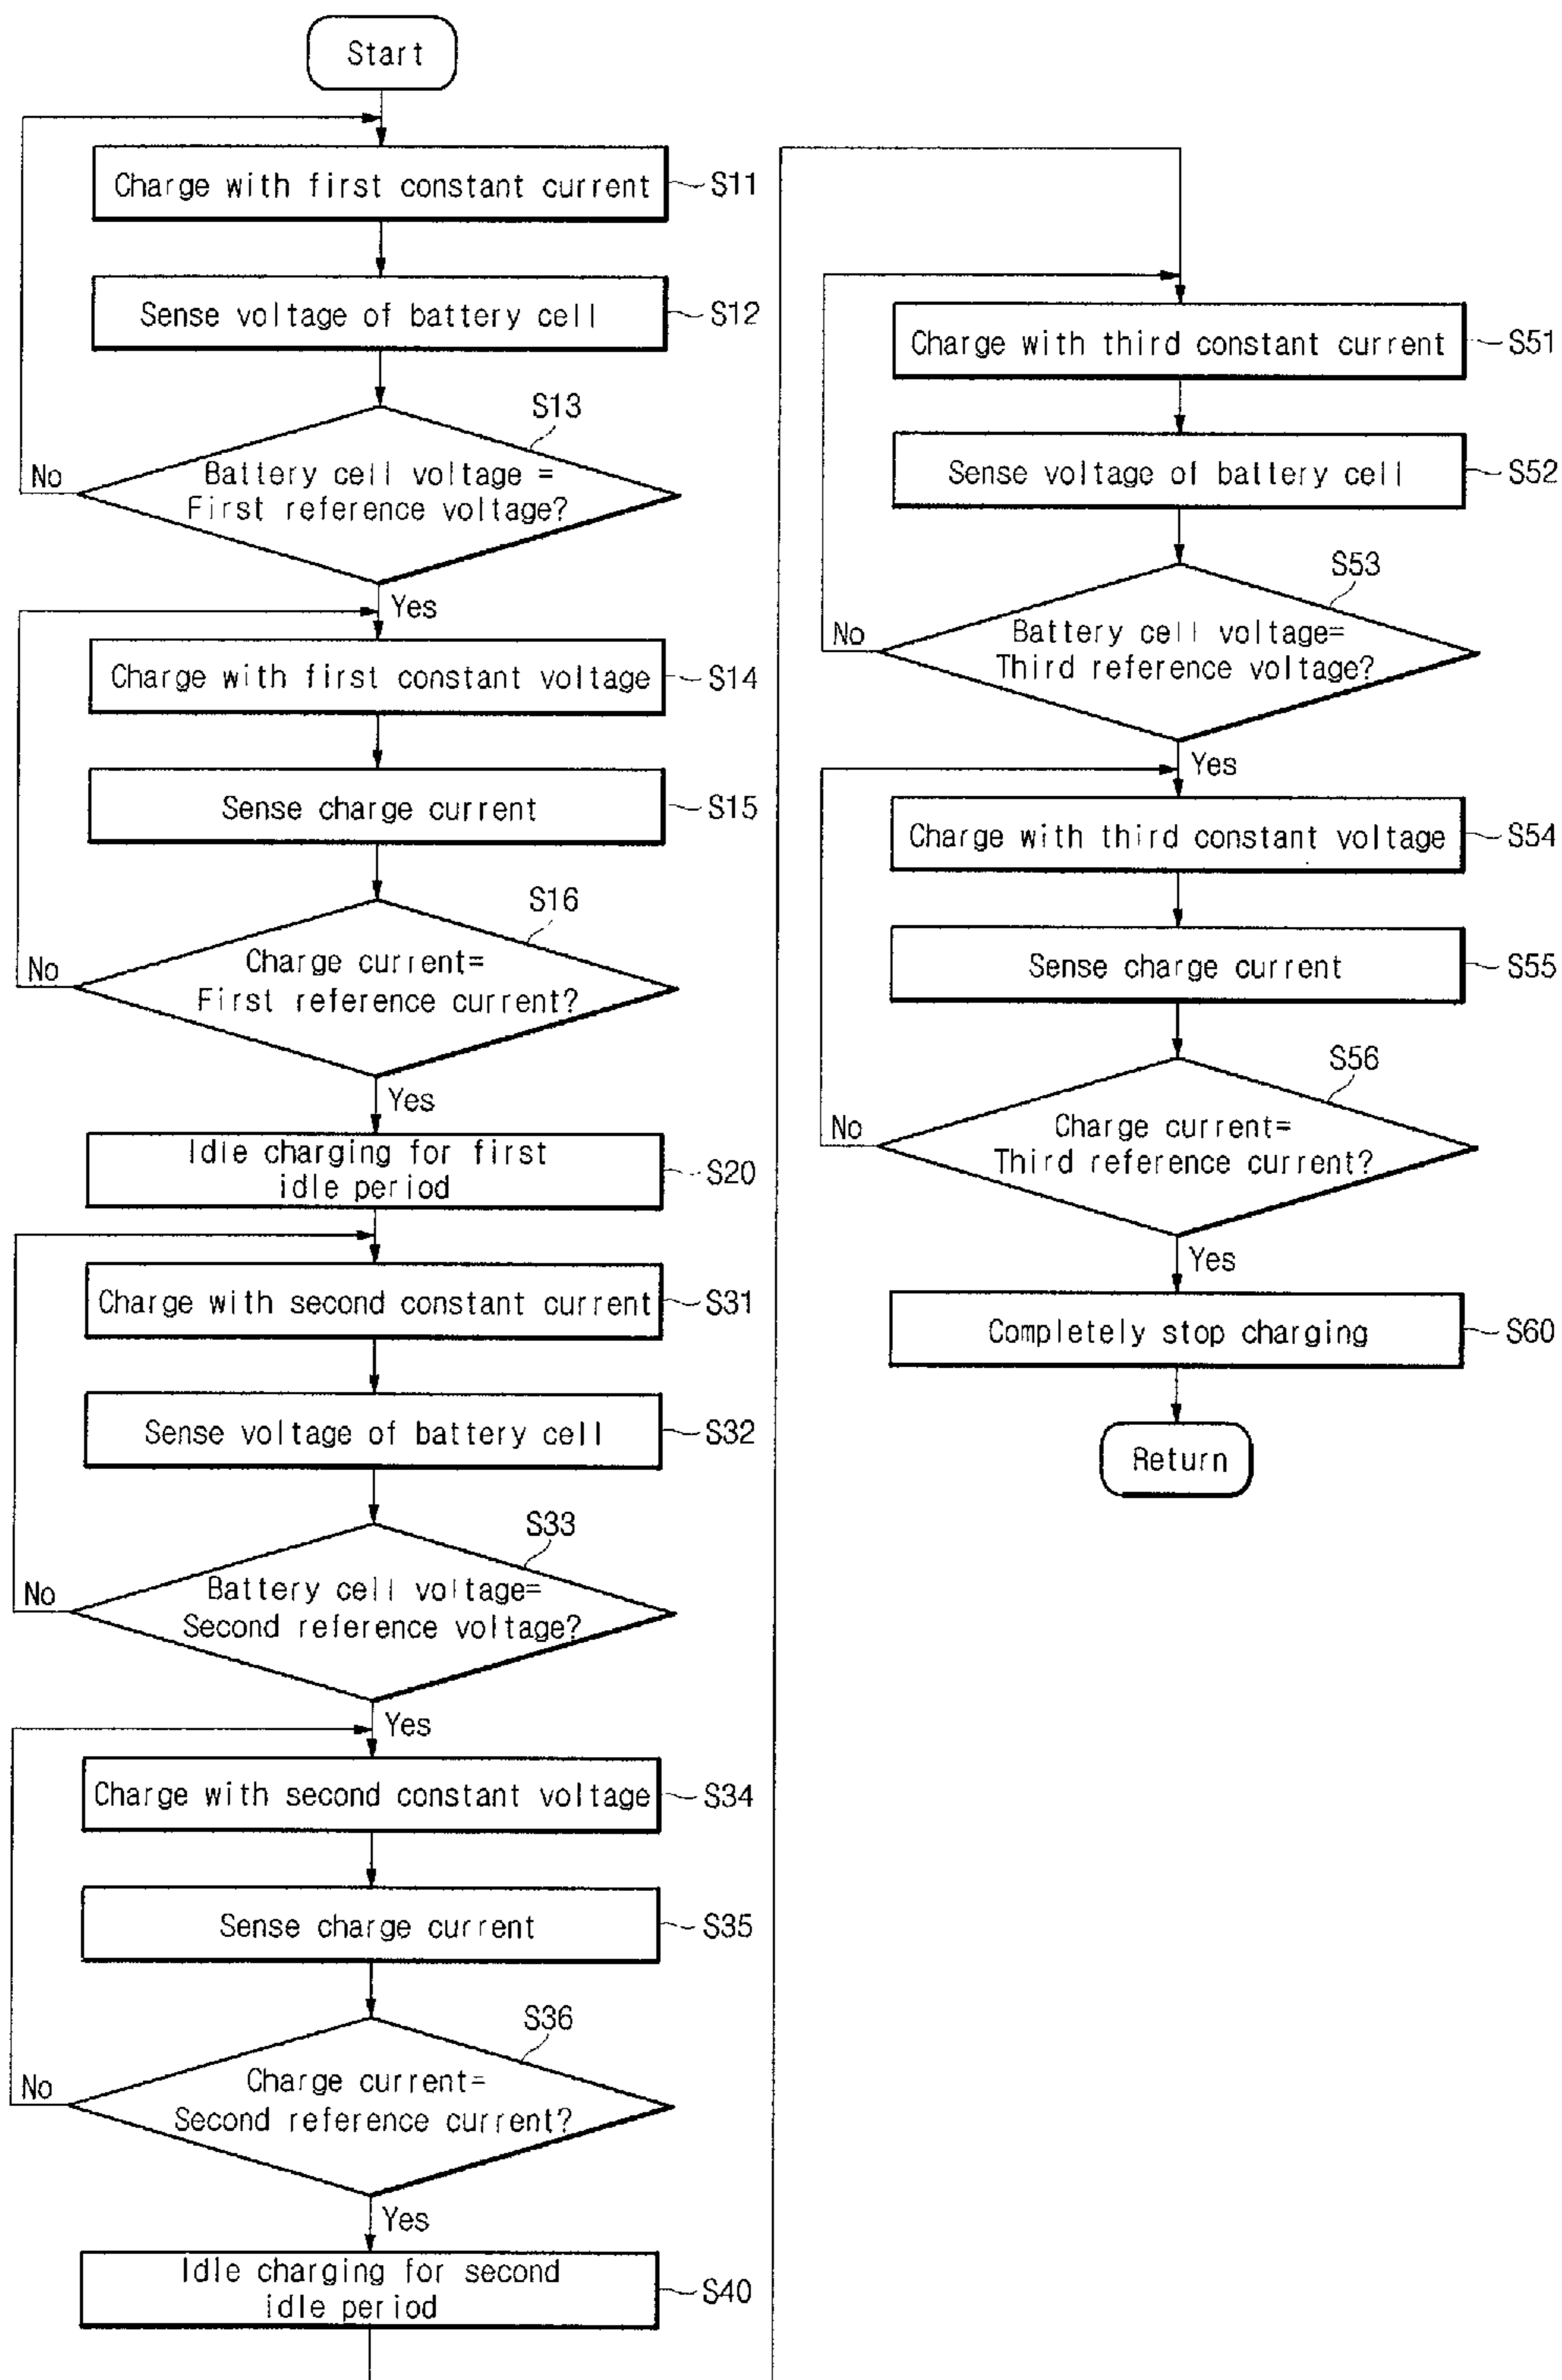 Start
Charge with first constant current
S11
Sense voltage of battery cell
S12
S13
Battery cell voltage =
First reference voltage?
No
Yes
Charge with first constant voltage
S14
Sense charge current
S15
S16
Charge current=
First reference current?
No
Yes
Idle charging for first
idle period
S20
Charge with second constant current
S31
Sense voltage of battery cell
S32
S33
Battery cell voltage=
Second reference voltage?
No
Yes
Charge with second constant voltage
S34
Sense charge current
S35
S36
Charge current=
Second reference current?
No
Yes
Idle charging for second
idle period
S40
Charge with third constant current
S51
Sense voltage of battery cell
S52
S53
Battery cell voltage=
Third reference voltage?
No
Yes
Charge with third constant voltage
S54
Sense charge current
S55
S56
Charge current=
Third reference current?
No
Yes
Completely stop charging
S60
Return